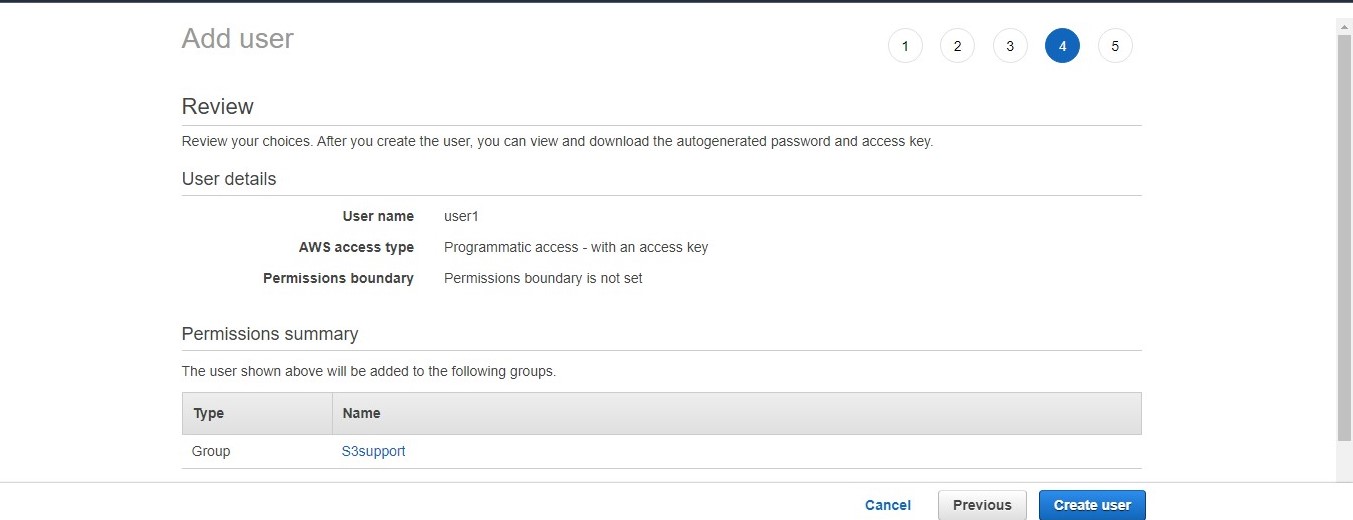 Add user
1 2 3 4 5
Review
Review your choices. After you create the user, you can view and download the autogenerated password and access key.
User details
User name user1
AWS access type Programmatic access - with an access key
Permissions boundary Permissions boundary is not set
Permissions summary
The user shown above will be added to the following groups.
Type Name
Group S3support
Cancel Previous Create user